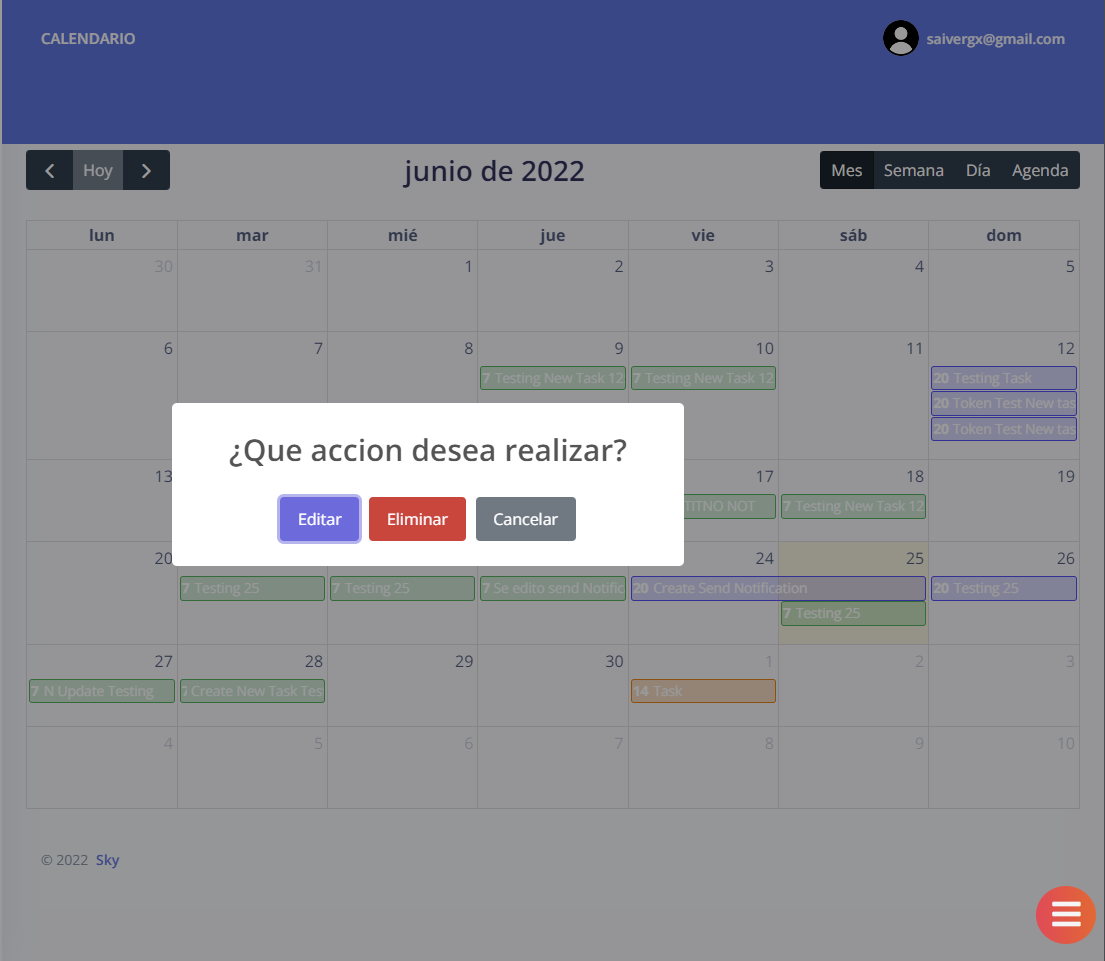 CALENDARIO
saivergx@gmail.com
Hoy
junio de 2022
Mes Semana Día Agenda
lun mar mié jue vie sáb dom
30 31 1 2 3 4 5
6 7 8 9 10 11 12
7 Testing New Task 12 7 Testing New Task 12 20 Testing Task
20 Token Test New tas
20 Token Test New tas
¿Que accion desea realizar?
Editar Eliminar Cancelar
13 17 18 19
TITNO NOT 7 Testing New Task 12
20 24 25 26
7 Testing 25 7 Testing 25 7 Se edito send Notific 20 Create Send Notification 20 Testing 25
7 Testing 25
27 28 29 30 1 2 3
7 N Update Testing 7 Create New Task Tes 14 Task
4 5 6 7 8 9 10
© 2022 Sky